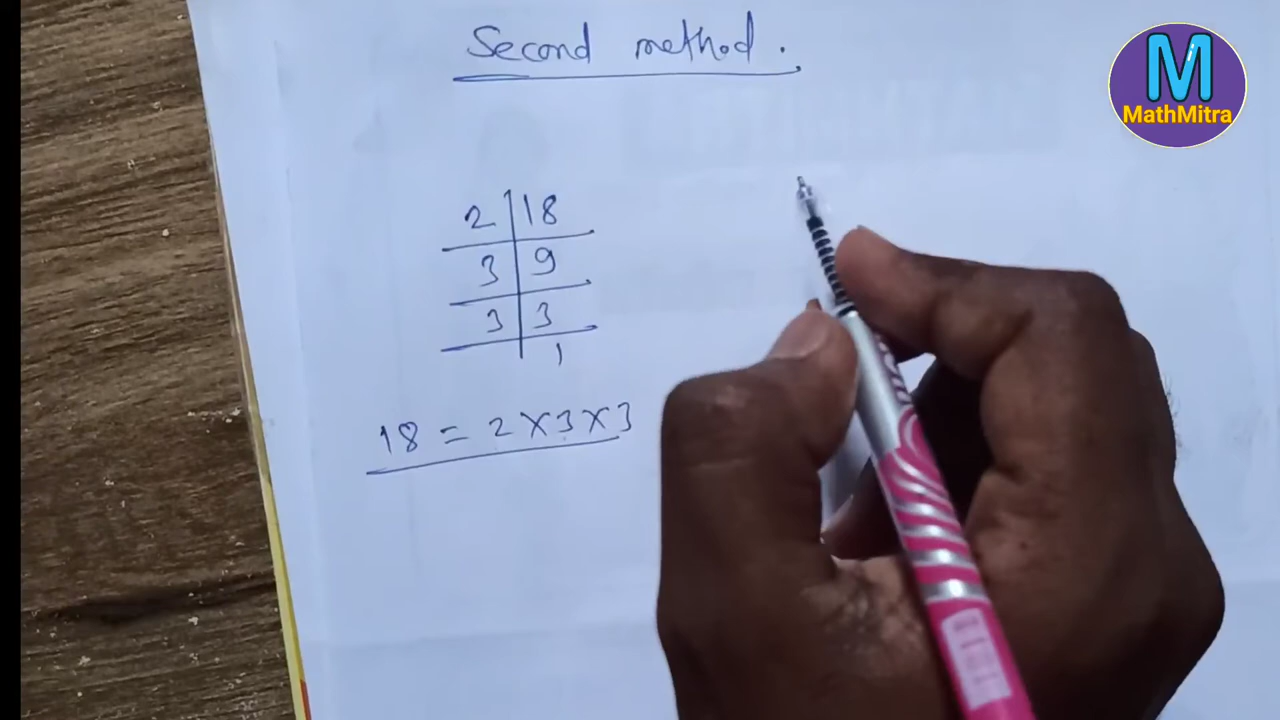 Second method.
M
MathMitra
2 | 18
3 | 9
3 | 3
1
18 = 2 X 3 X 3